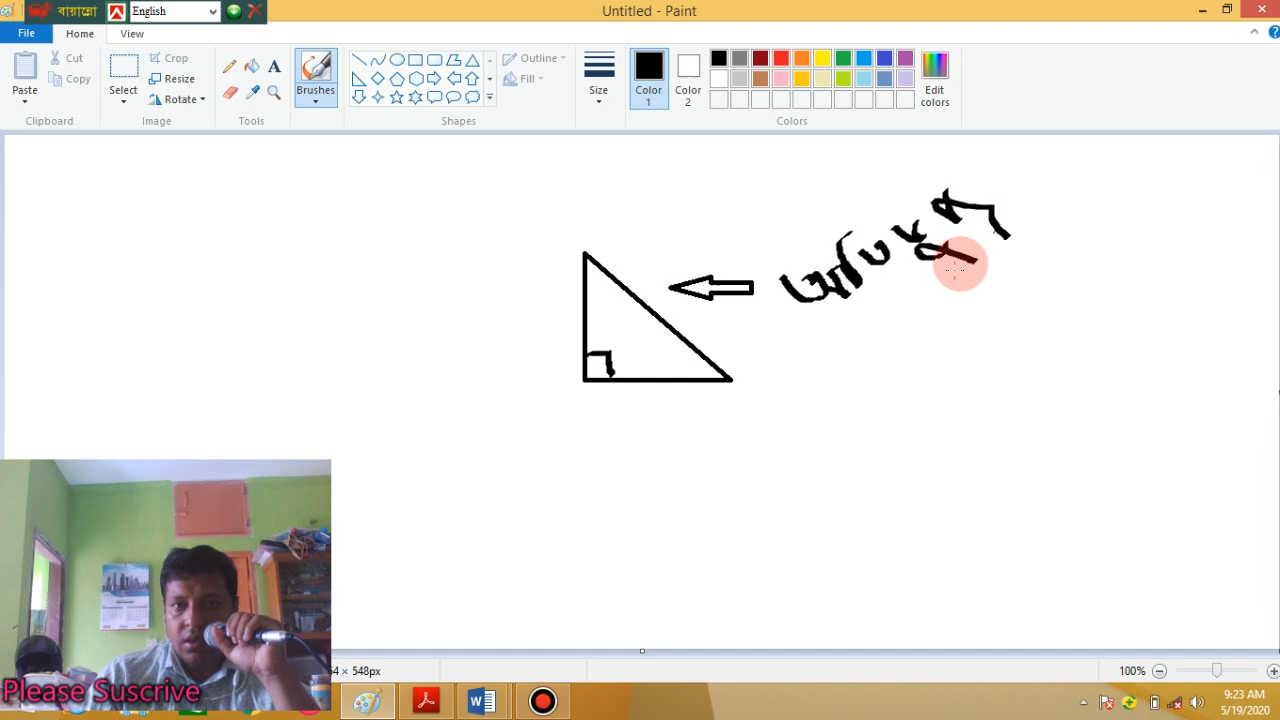 বায়ান্নো English
Untitled - Paint
File Home View
Paste Cut Copy Select Crop Resize Rotate Brushes Outline Fill Size Color 1 Color 2 Edit colors
Clipboard Image Tools Shapes Colors
Please Suscrive
548px 100%
9:23 AM
5/19/2020